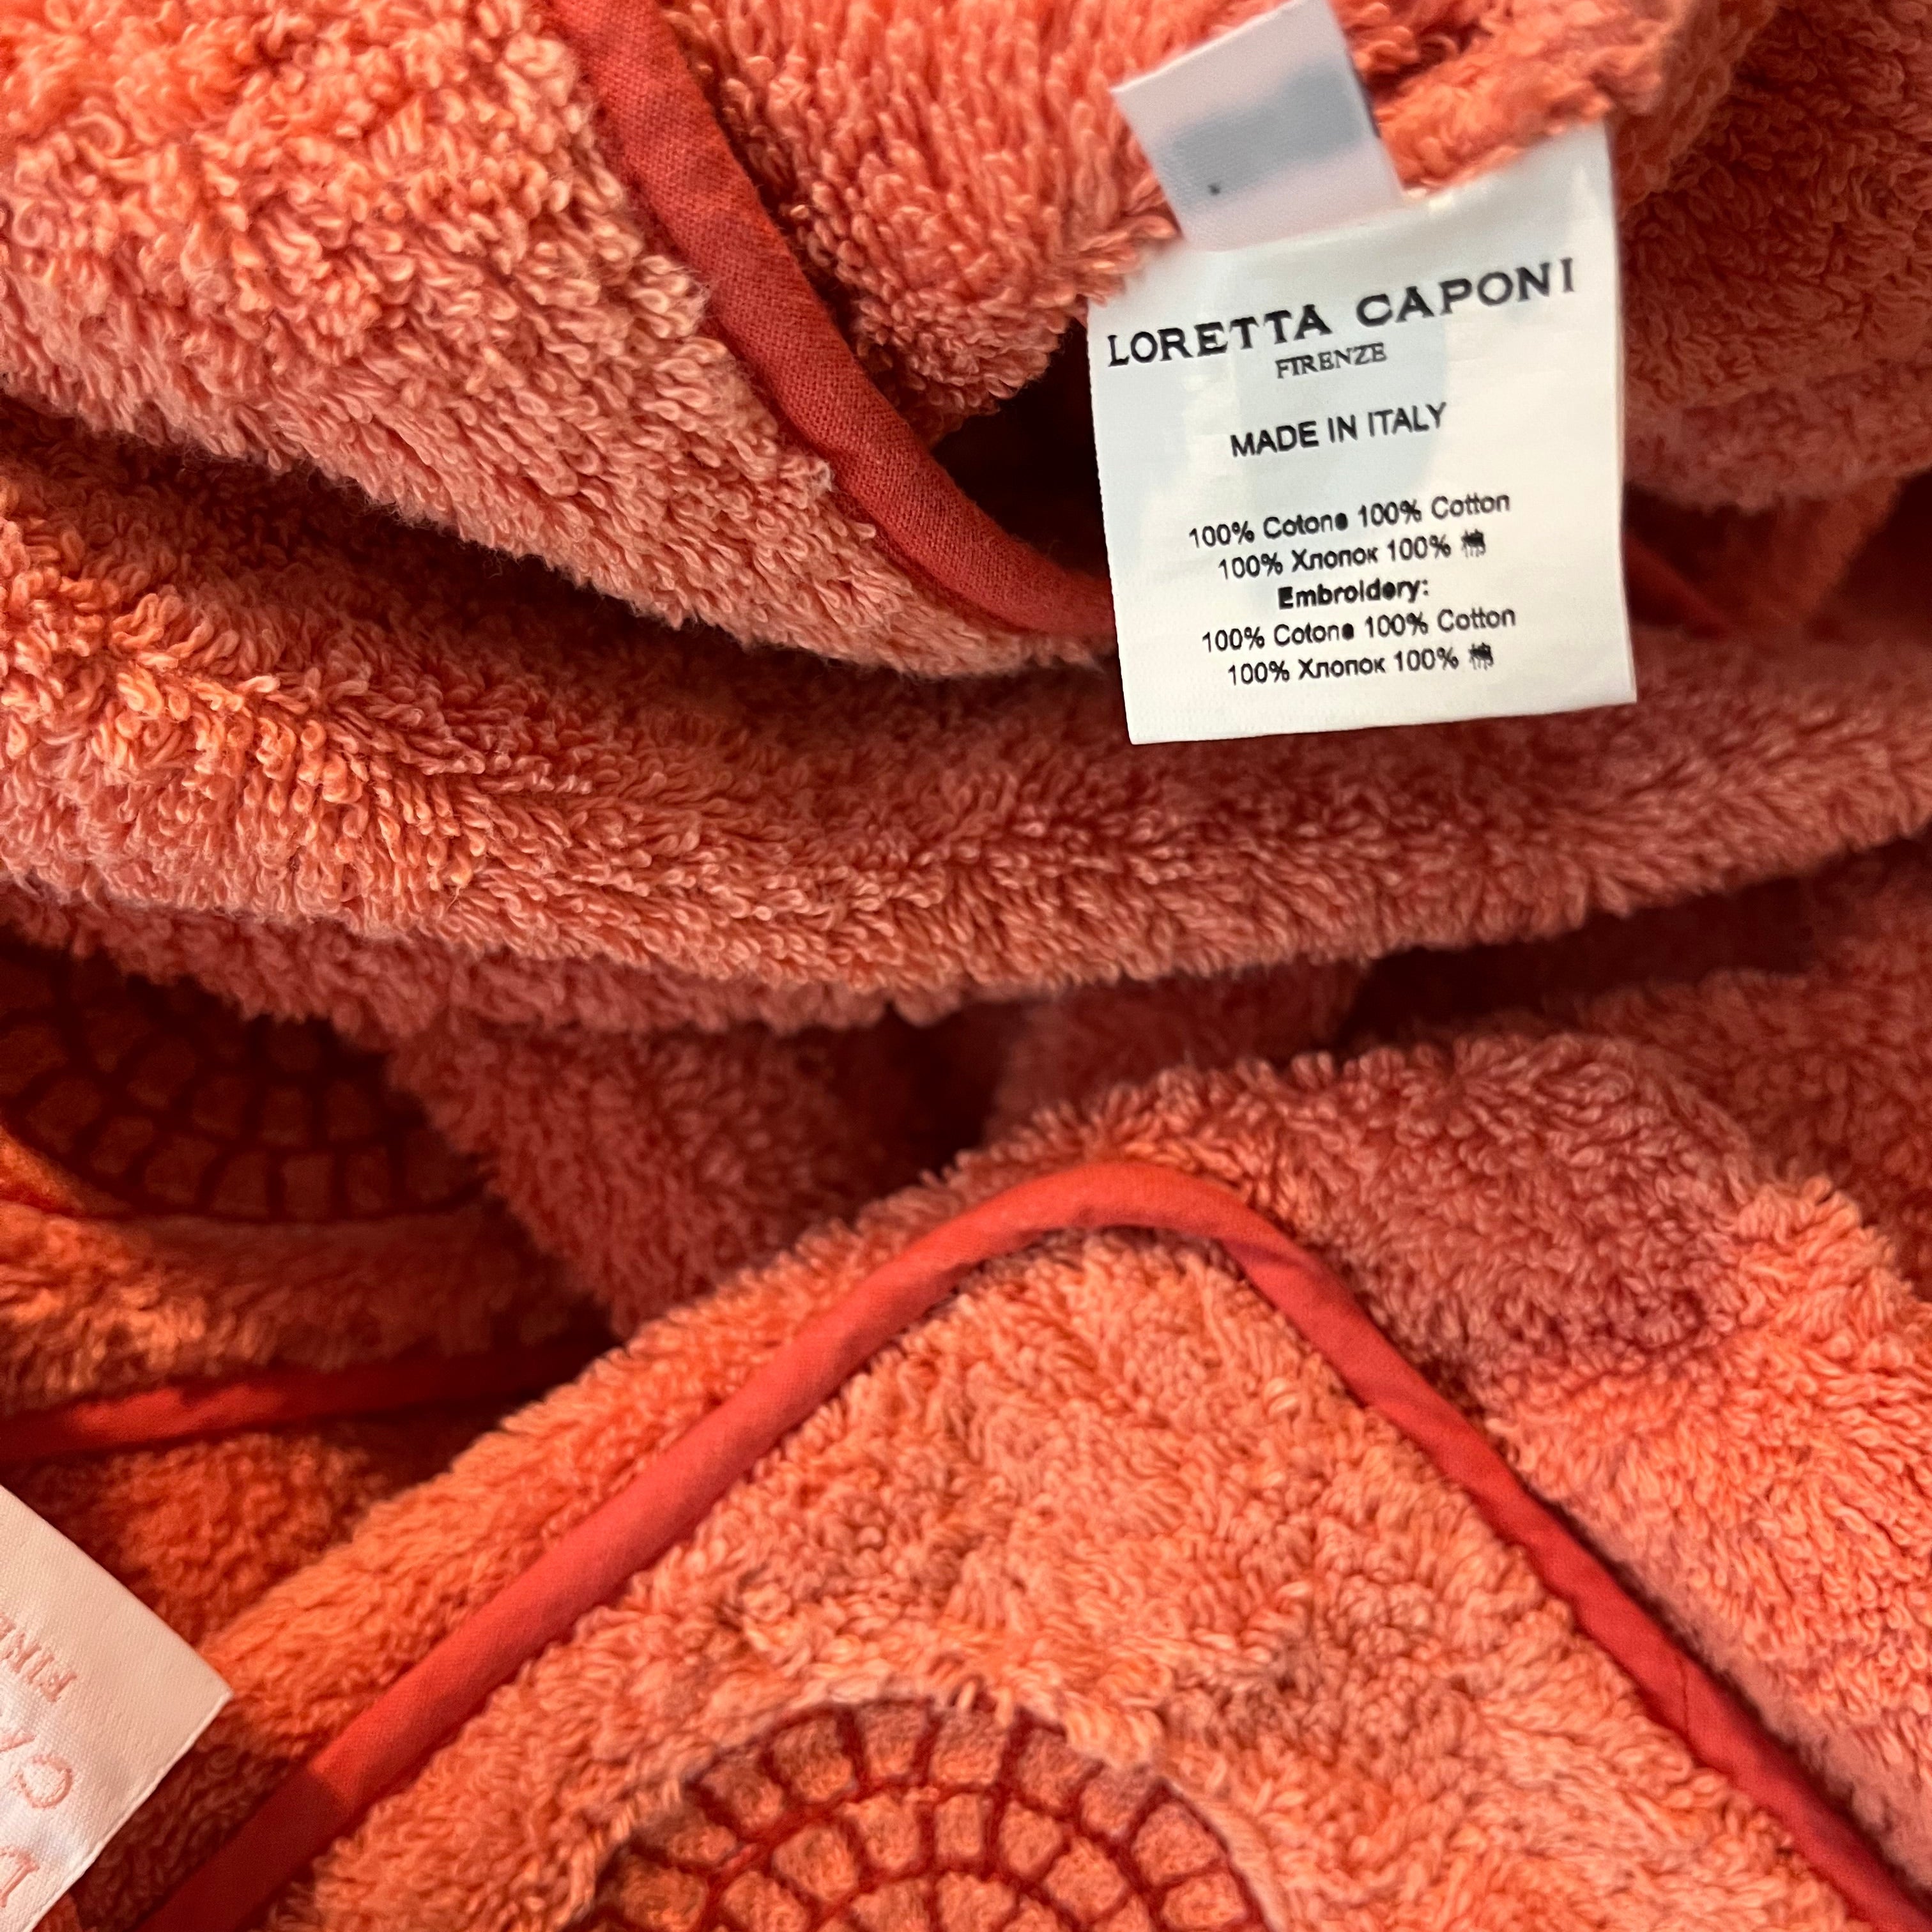 LORETTA CAPONI
FIRENZE
MADE IN ITALY
100% Cotone 100% Cotton
100% Хлопок 100% 棉
Embroidery:
100% Cotone 100% Cotton
100% Хлопок 100% 棉